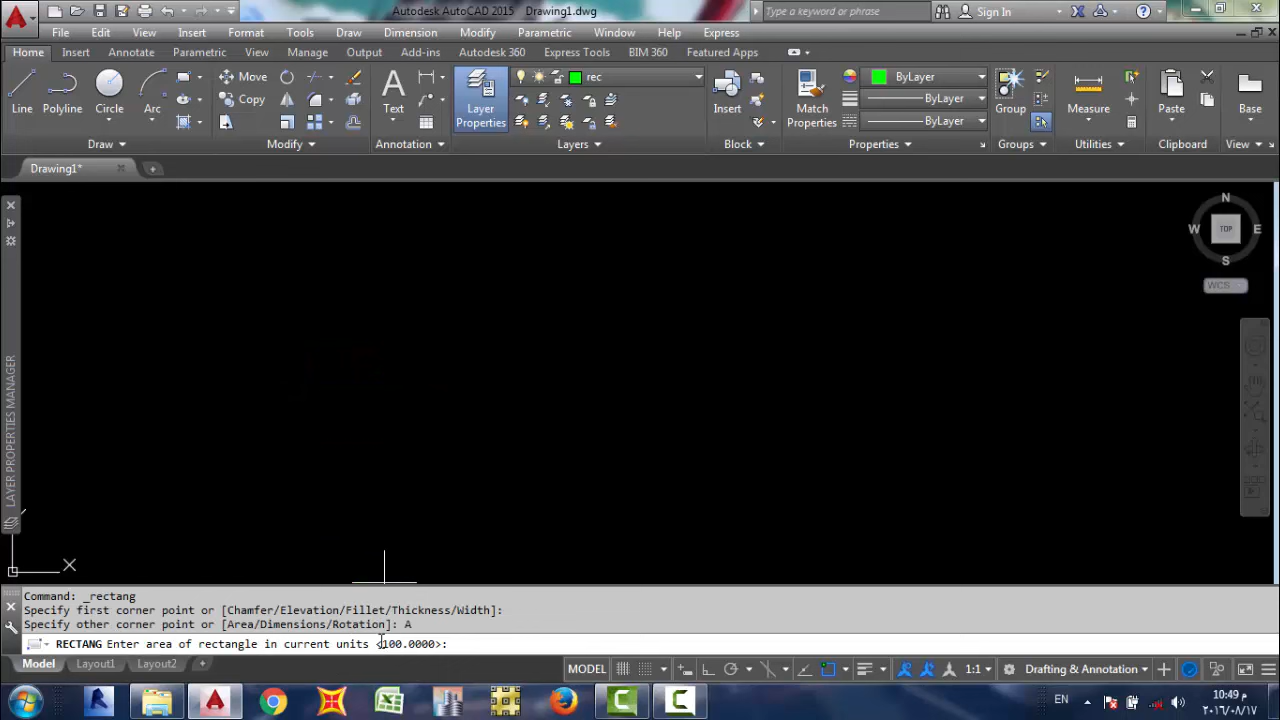 Autodesk AutoCAD 2015 Drawing1.dwg
Type a keyword or phrase
Sign In
File Edit View Insert Format Tools Draw Dimension Modify Parametric Window Help Express
Home Insert Annotate Parametric View Manage Output Add-ins Autodesk 360 Express Tools BIM 360 Featured Apps
Move
rec
ByLayer
Copy
ByLayer
Line Polyline Circle Arc Text Layer Properties Insert Match Properties Group Measure Paste Base
ByLayer
Draw Modify Annotation Layers Block Properties Groups Utilities Clipboard View
Drawing1*
N
W TOP E
S
WCS
LAYER PROPERTIES MANAGER
X
Command: _rectang
Specify first corner point or [Chamfer/Elevation/Fillet/Thickness/Width]:
Specify other corner point or [Area/Dimensions/Rotation]: A
RECTANG Enter area of rectangle in current units <100.0000>:
Model Layout1 Layout2
MODEL 1:1 Drafting & Annotation
EN
10:49 م
٢٠١٦/٠٨/١٧